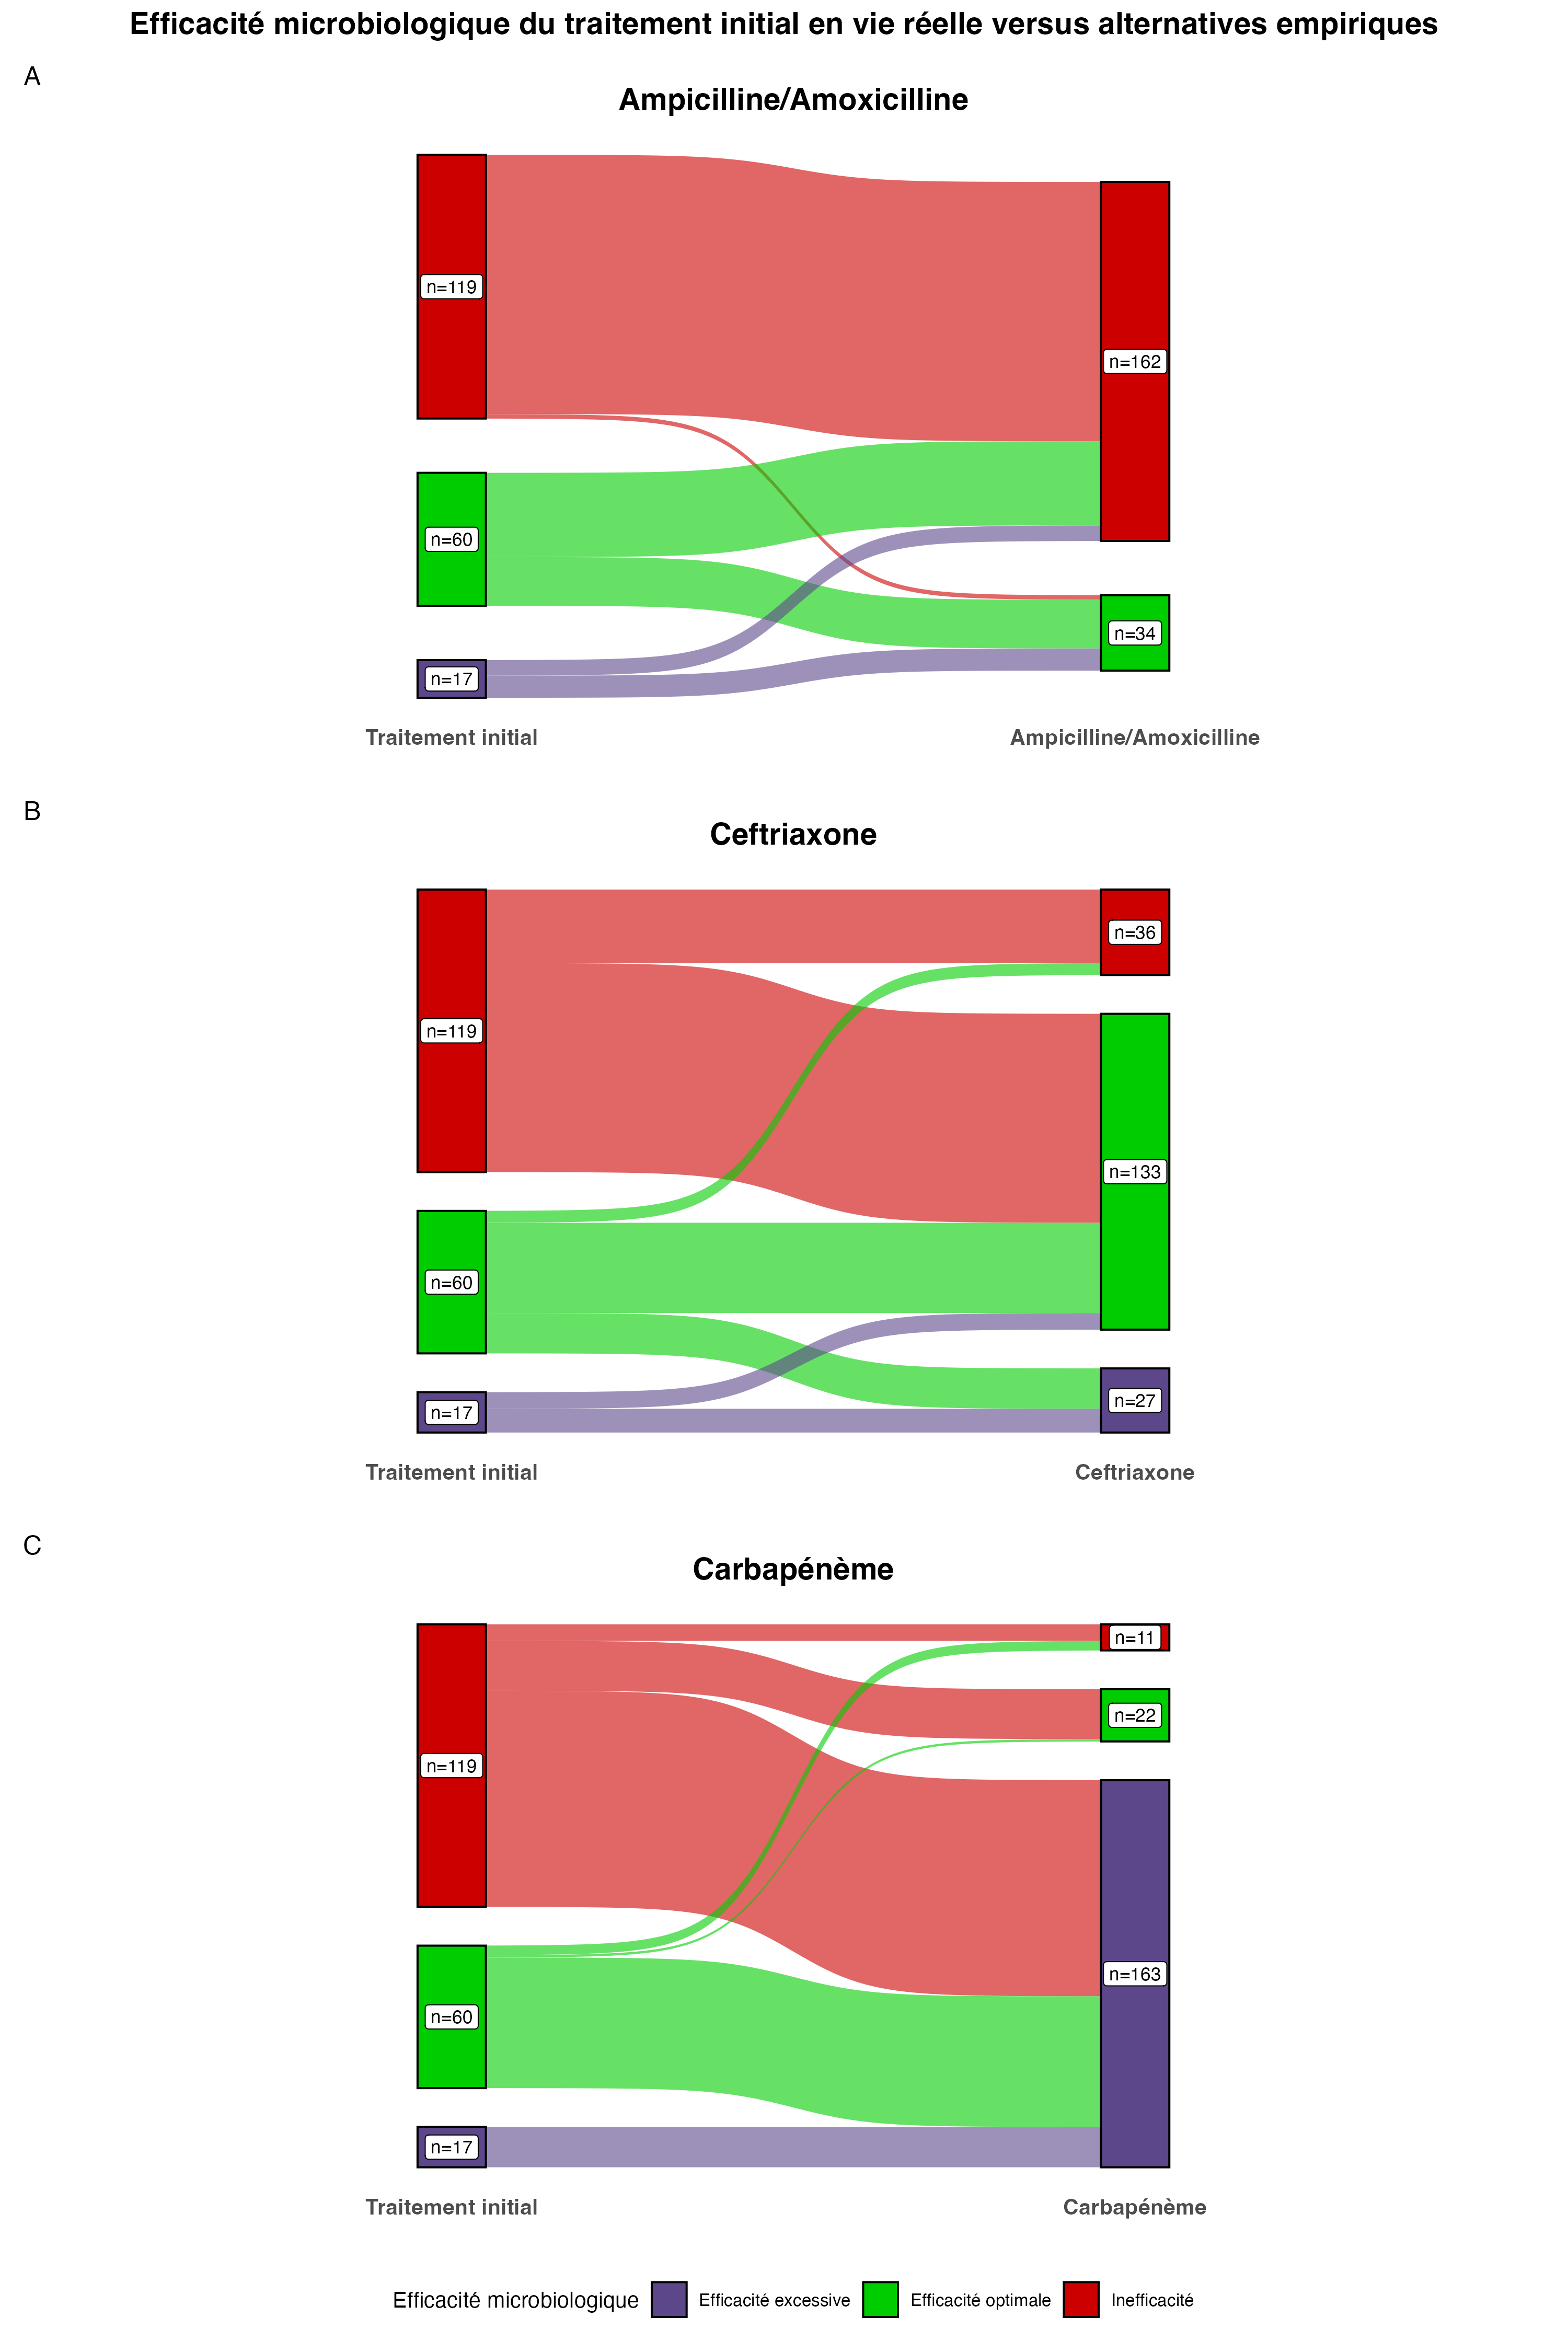 Efficacité microbiologique du traitement initial en vie réelle versus alternatives empiriques
A
Ampicilline/Amoxicilline
n=119
n=162
n=60
n=34
n=17
Traitement initial
Ampicilline/Amoxicilline
B
Ceftriaxone
n=36
n=119
n=133
n=60
n=27
n=17
Traitement initial
Ceftriaxone
C
Carbapénème
n=11
n=22
n=119
n=163
n=60
n=17
Traitement initial
Carbapénème
Efficacité microbiologique
Efficacité excessive
Efficacité optimale
Inefficacité